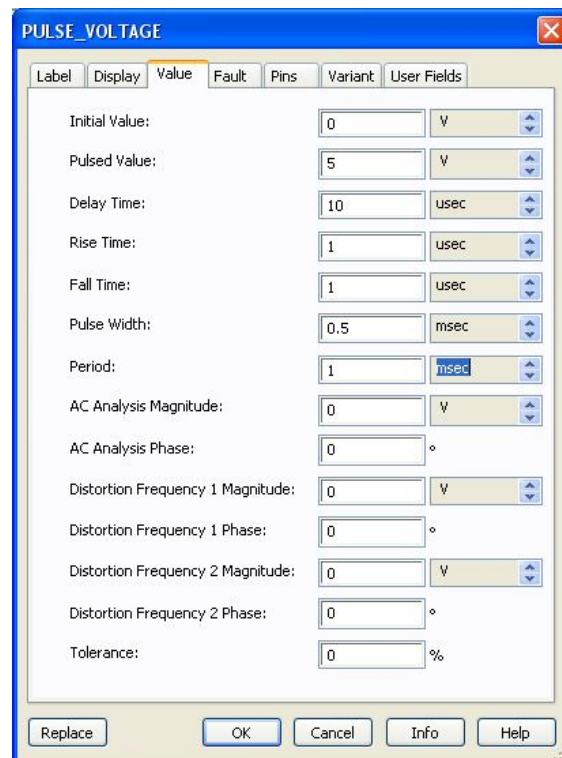 PULSE_VOLTAGE
Label Display Value Fault Pins Variant User Fields
Initial Value: 0 V
Pulsed Value: 5 V
Delay Time: 10 usec
Rise Time: 1 usec
Fall Time: 1 usec
Pulse Width: 0.5 msec
Period: 1 msec
AC Analysis Magnitude: 0 V
AC Analysis Phase: 0 °
Distortion Frequency 1 Magnitude: 0 V
Distortion Frequency 1 Phase: 0 °
Distortion Frequency 2 Magnitude: 0 V
Distortion Frequency 2 Phase: 0 °
Tolerance: 0 %
Replace OK Cancel Info Help